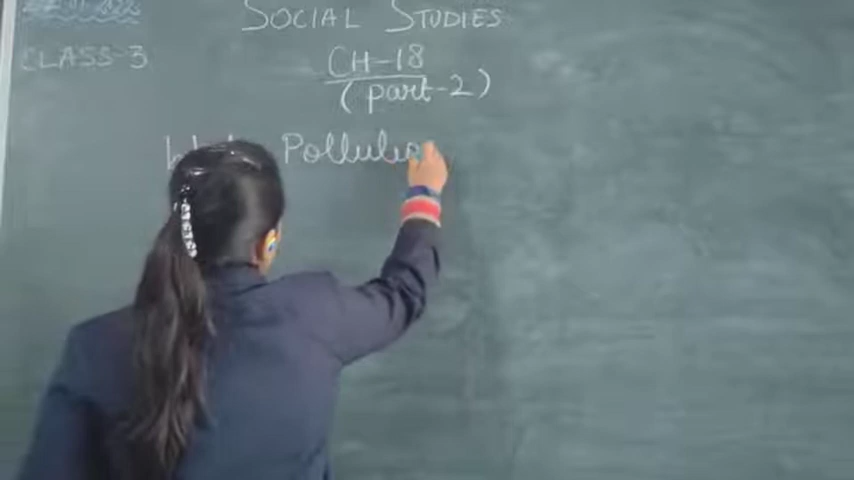 SOCIAL STUDIES
CLASS-3
CH-18
(part-2)
Pollutio